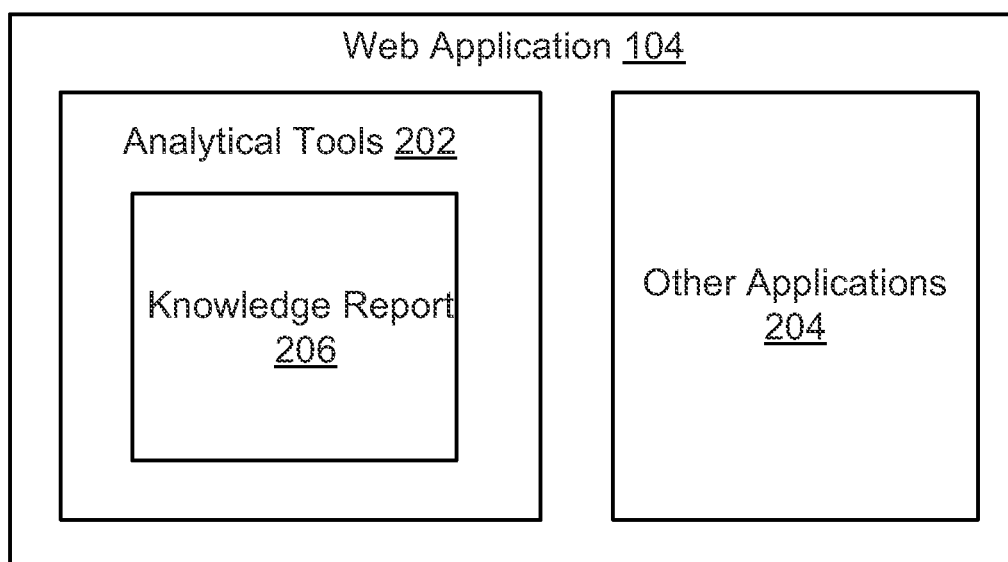 Web Application 104
Analytical Tools 202
Knowledge Report
206
Other Applications
204